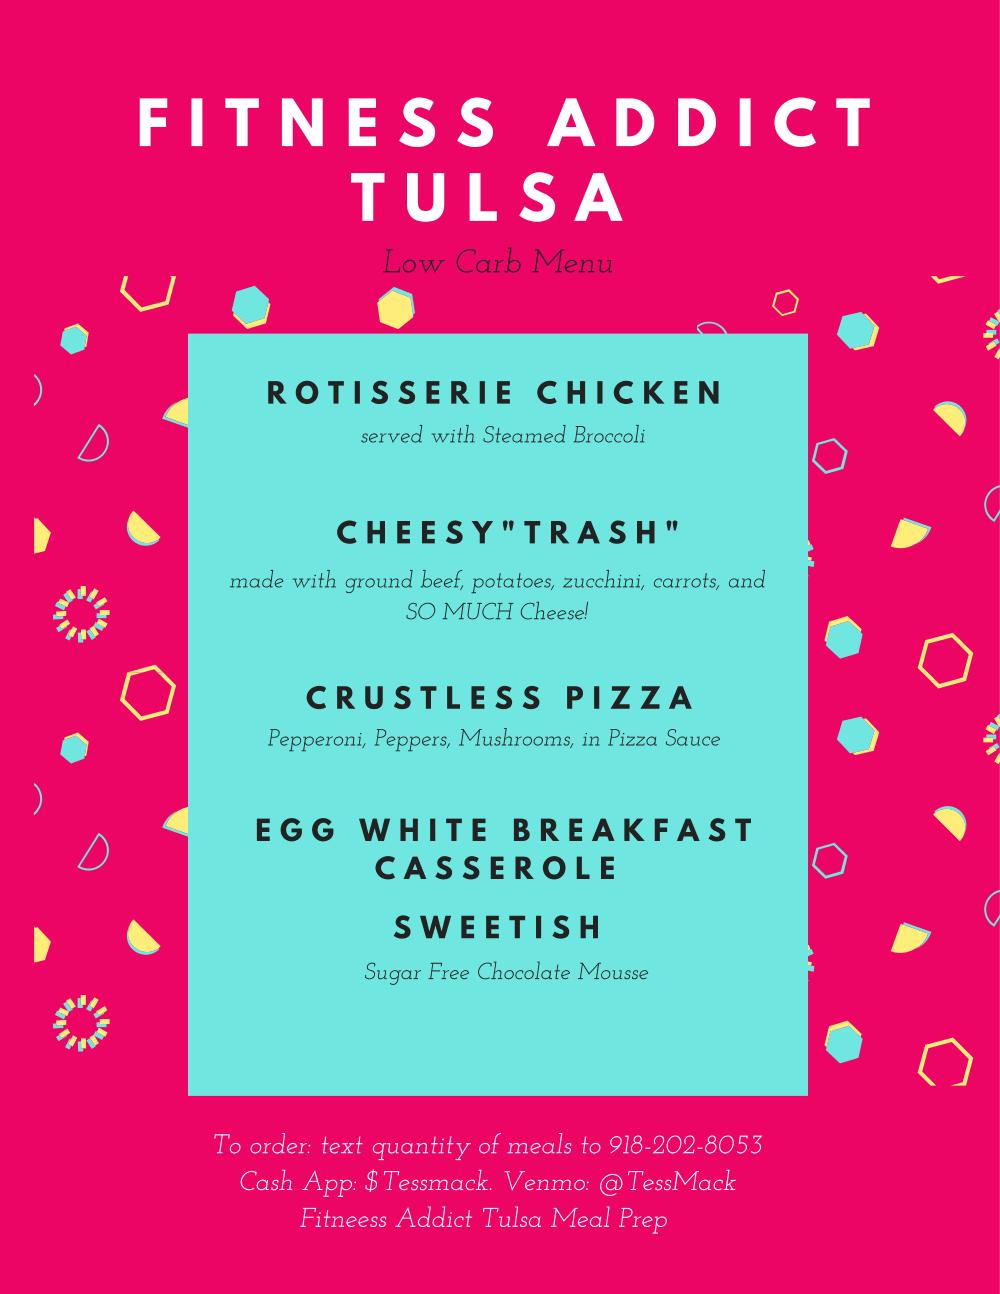 FITNESS ADDICT
TULSA
Low Carb Menu
ROTISSERIE CHICKEN
served with Steamed Broccoli
CHEESY"TRASH"
made with ground beef, potatoes, zucchini, carrots, and
SO MUCH Cheese!
CRUSTLESS PIZZA
Pepperoni, Peppers, Mushrooms, in Pizza Sauce
EGG WHITE BREAKFAST
CASSEROLE
SWEETISH
Sugar Free Chocolate Mousse
To order: text quantity of meals to 918-202-8053
Cash App: $Tessmack. Venmo: @TessMack
Fitneess Addict Tulsa Meal Prep